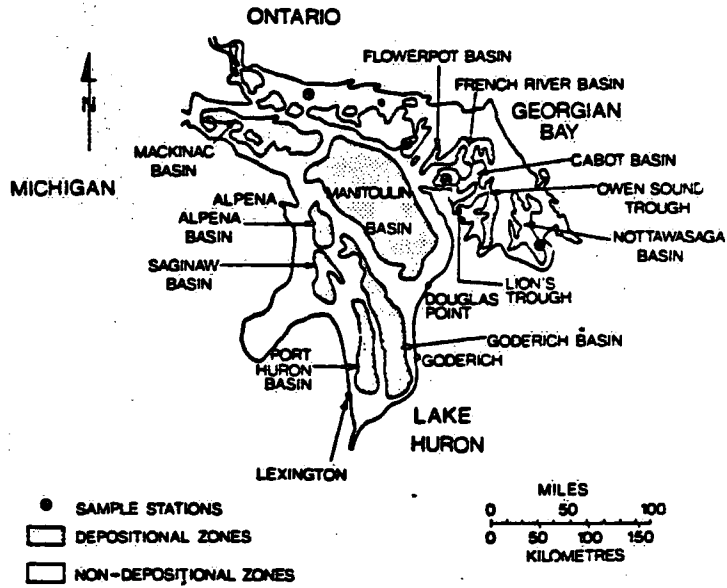 ONTARIO
FLOWERPOT BASIN
FRENCH RIVER BASIN
N
GEORGIAN
BAY
MACKINAC
BASIN
CABOT BASIN
MICHIGAN
ALPENA
MANITOULIN
BASIN
OWEN SOUND
TROUGH
ALPENA
BASIN
NOTTAWASAGA
BASIN
SAGINAW
BASIN
LION'S
TROUGH
DOUGLAS
POINT
GODERICH BASIN
PORT
HURON
BASIN
GODERICH
LAKE
HURON
LEXINGTON
SAMPLE STATIONS
DEPOSITIONAL ZONES
NON-DEPOSITIONAL ZONES
MILES
0 50 100
0 50 100 150
KILOMETRES